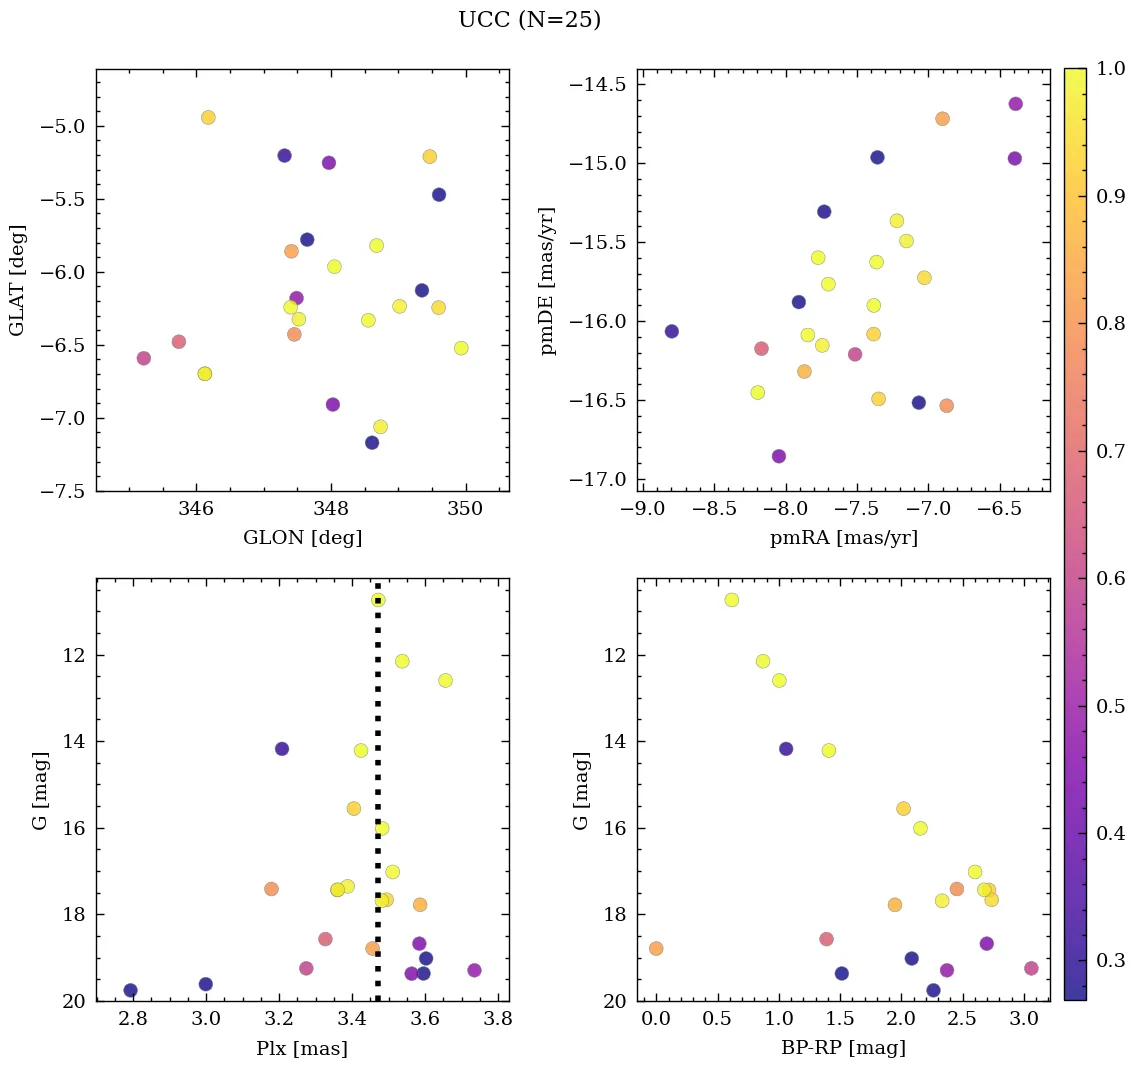 UCC (N=25)
−5.0
−5.5
−6.0
−6.5
−7.0
−7.5
GLAT [deg]
346 348 350
GLON [deg]
−14.5
−15.0
−15.5
−16.0
−16.5
−17.0
pmDE [mas/yr]
−9.0 −8.5 −8.0 −7.5 −7.0 −6.5
pmRA [mas/yr]
12
14
16
18
20
G [mag]
2.8 3.0 3.2 3.4 3.6 3.8
Plx [mas]
12
14
16
18
20
G [mag]
0.0 0.5 1.0 1.5 2.0 2.5 3.0
BP-RP [mag]
1.0
0.9
0.8
0.7
0.6
0.5
0.4
0.3